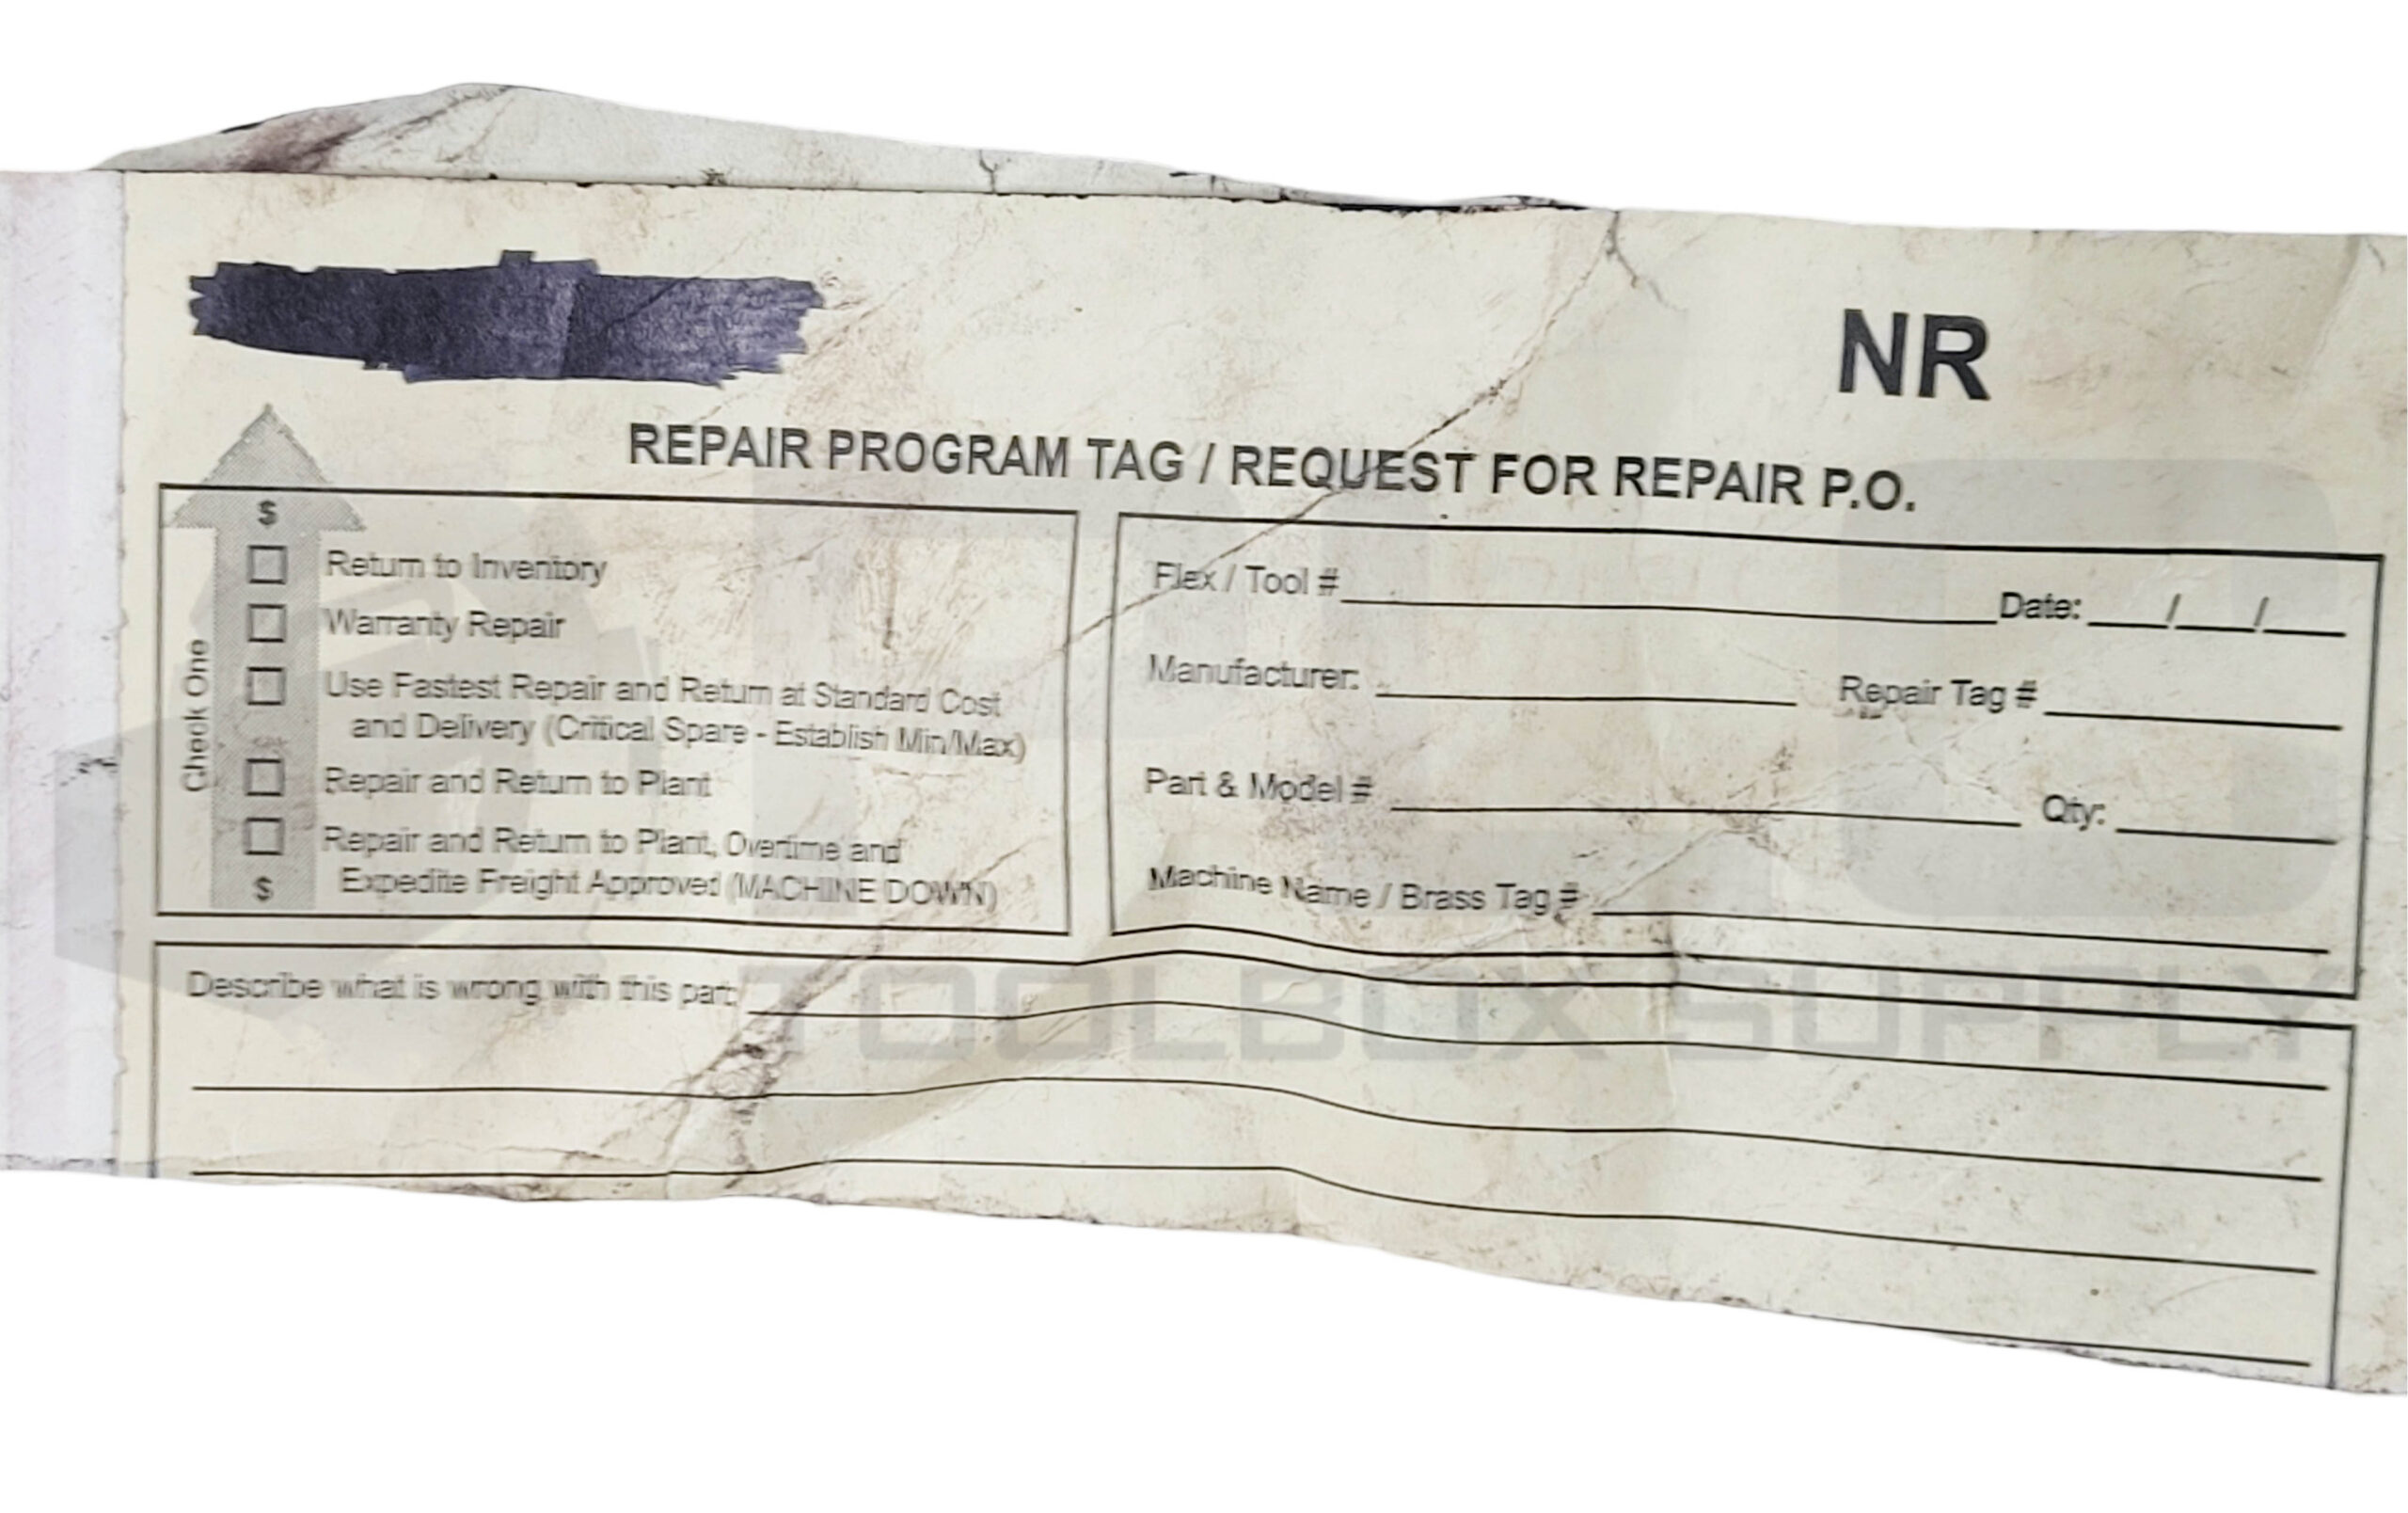 NR
REPAIR PROGRAM TAG / REQUEST FOR REPAIR P.O.
Check One
$
Return to Inventory
Warranty Repair
Use Fastest Repair and Return at Standard Cost
and Delivery (Critical Spare - Establish Min/Max)
Repair and Return to Plant
Repair and Return to Plant, Overtime and
Expedite Freight Approved (MACHINE DOWN)
$
Flex / Tool # Date: / /
Manufacturer: Repair Tag #
Part & Model # Qty:
Machine Name / Brass Tag #
Describe what is wrong with this part:
TOOLBOX SUPPLY